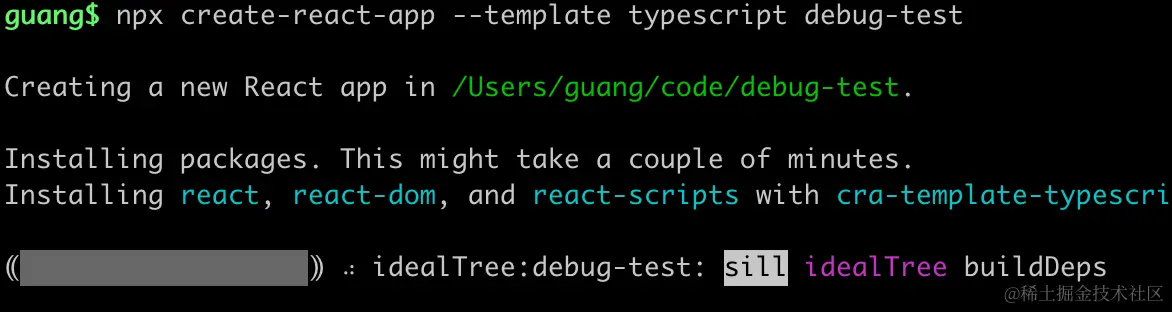 guang$ npx create-react-app --template typescript debug-test
Creating a new React app in /Users/guang/code/debug-test.
Installing packages. This might take a couple of minutes.
Installing react, react-dom, and react-scripts with cra-template-typescri
(( )) ⠴ idealTree:debug-test: sill idealTree buildDeps
@稀土掘金技术社区